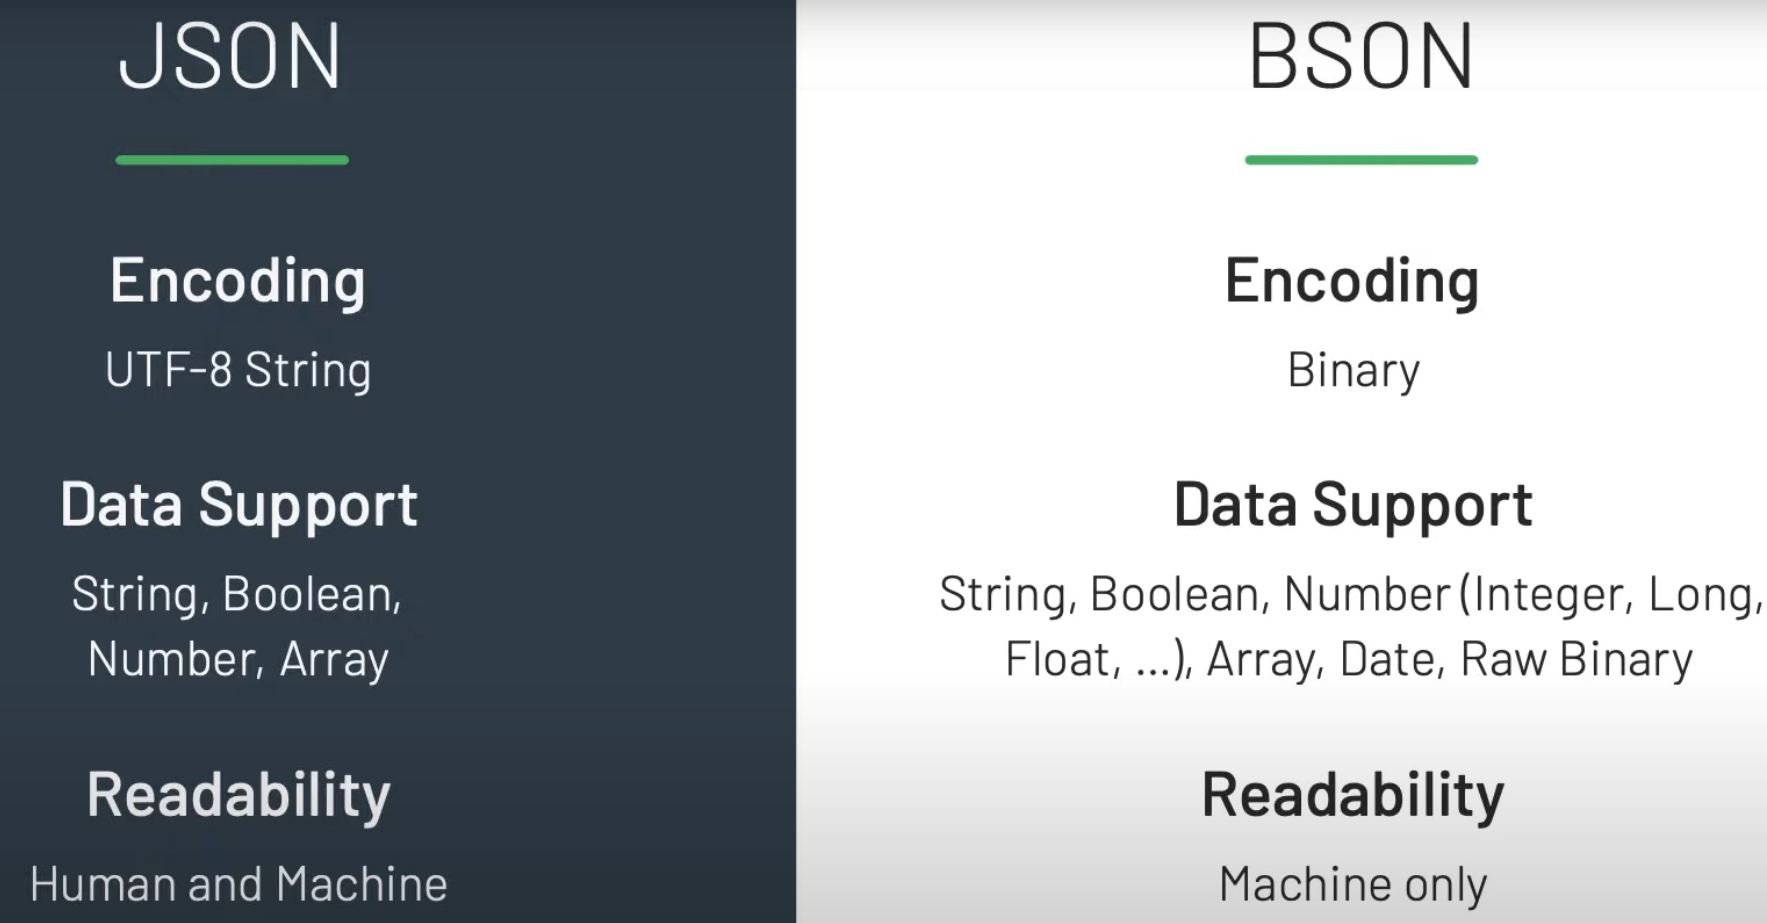 JSON
Encoding
UTF-8 String
Data Support
String, Boolean,
Number, Array
Readability
Human and Machine
BSON
Encoding
Binary
Data Support
String, Boolean, Number (Integer, Long,
Float, ...), Array, Date, Raw Binary
Readability
Machine only